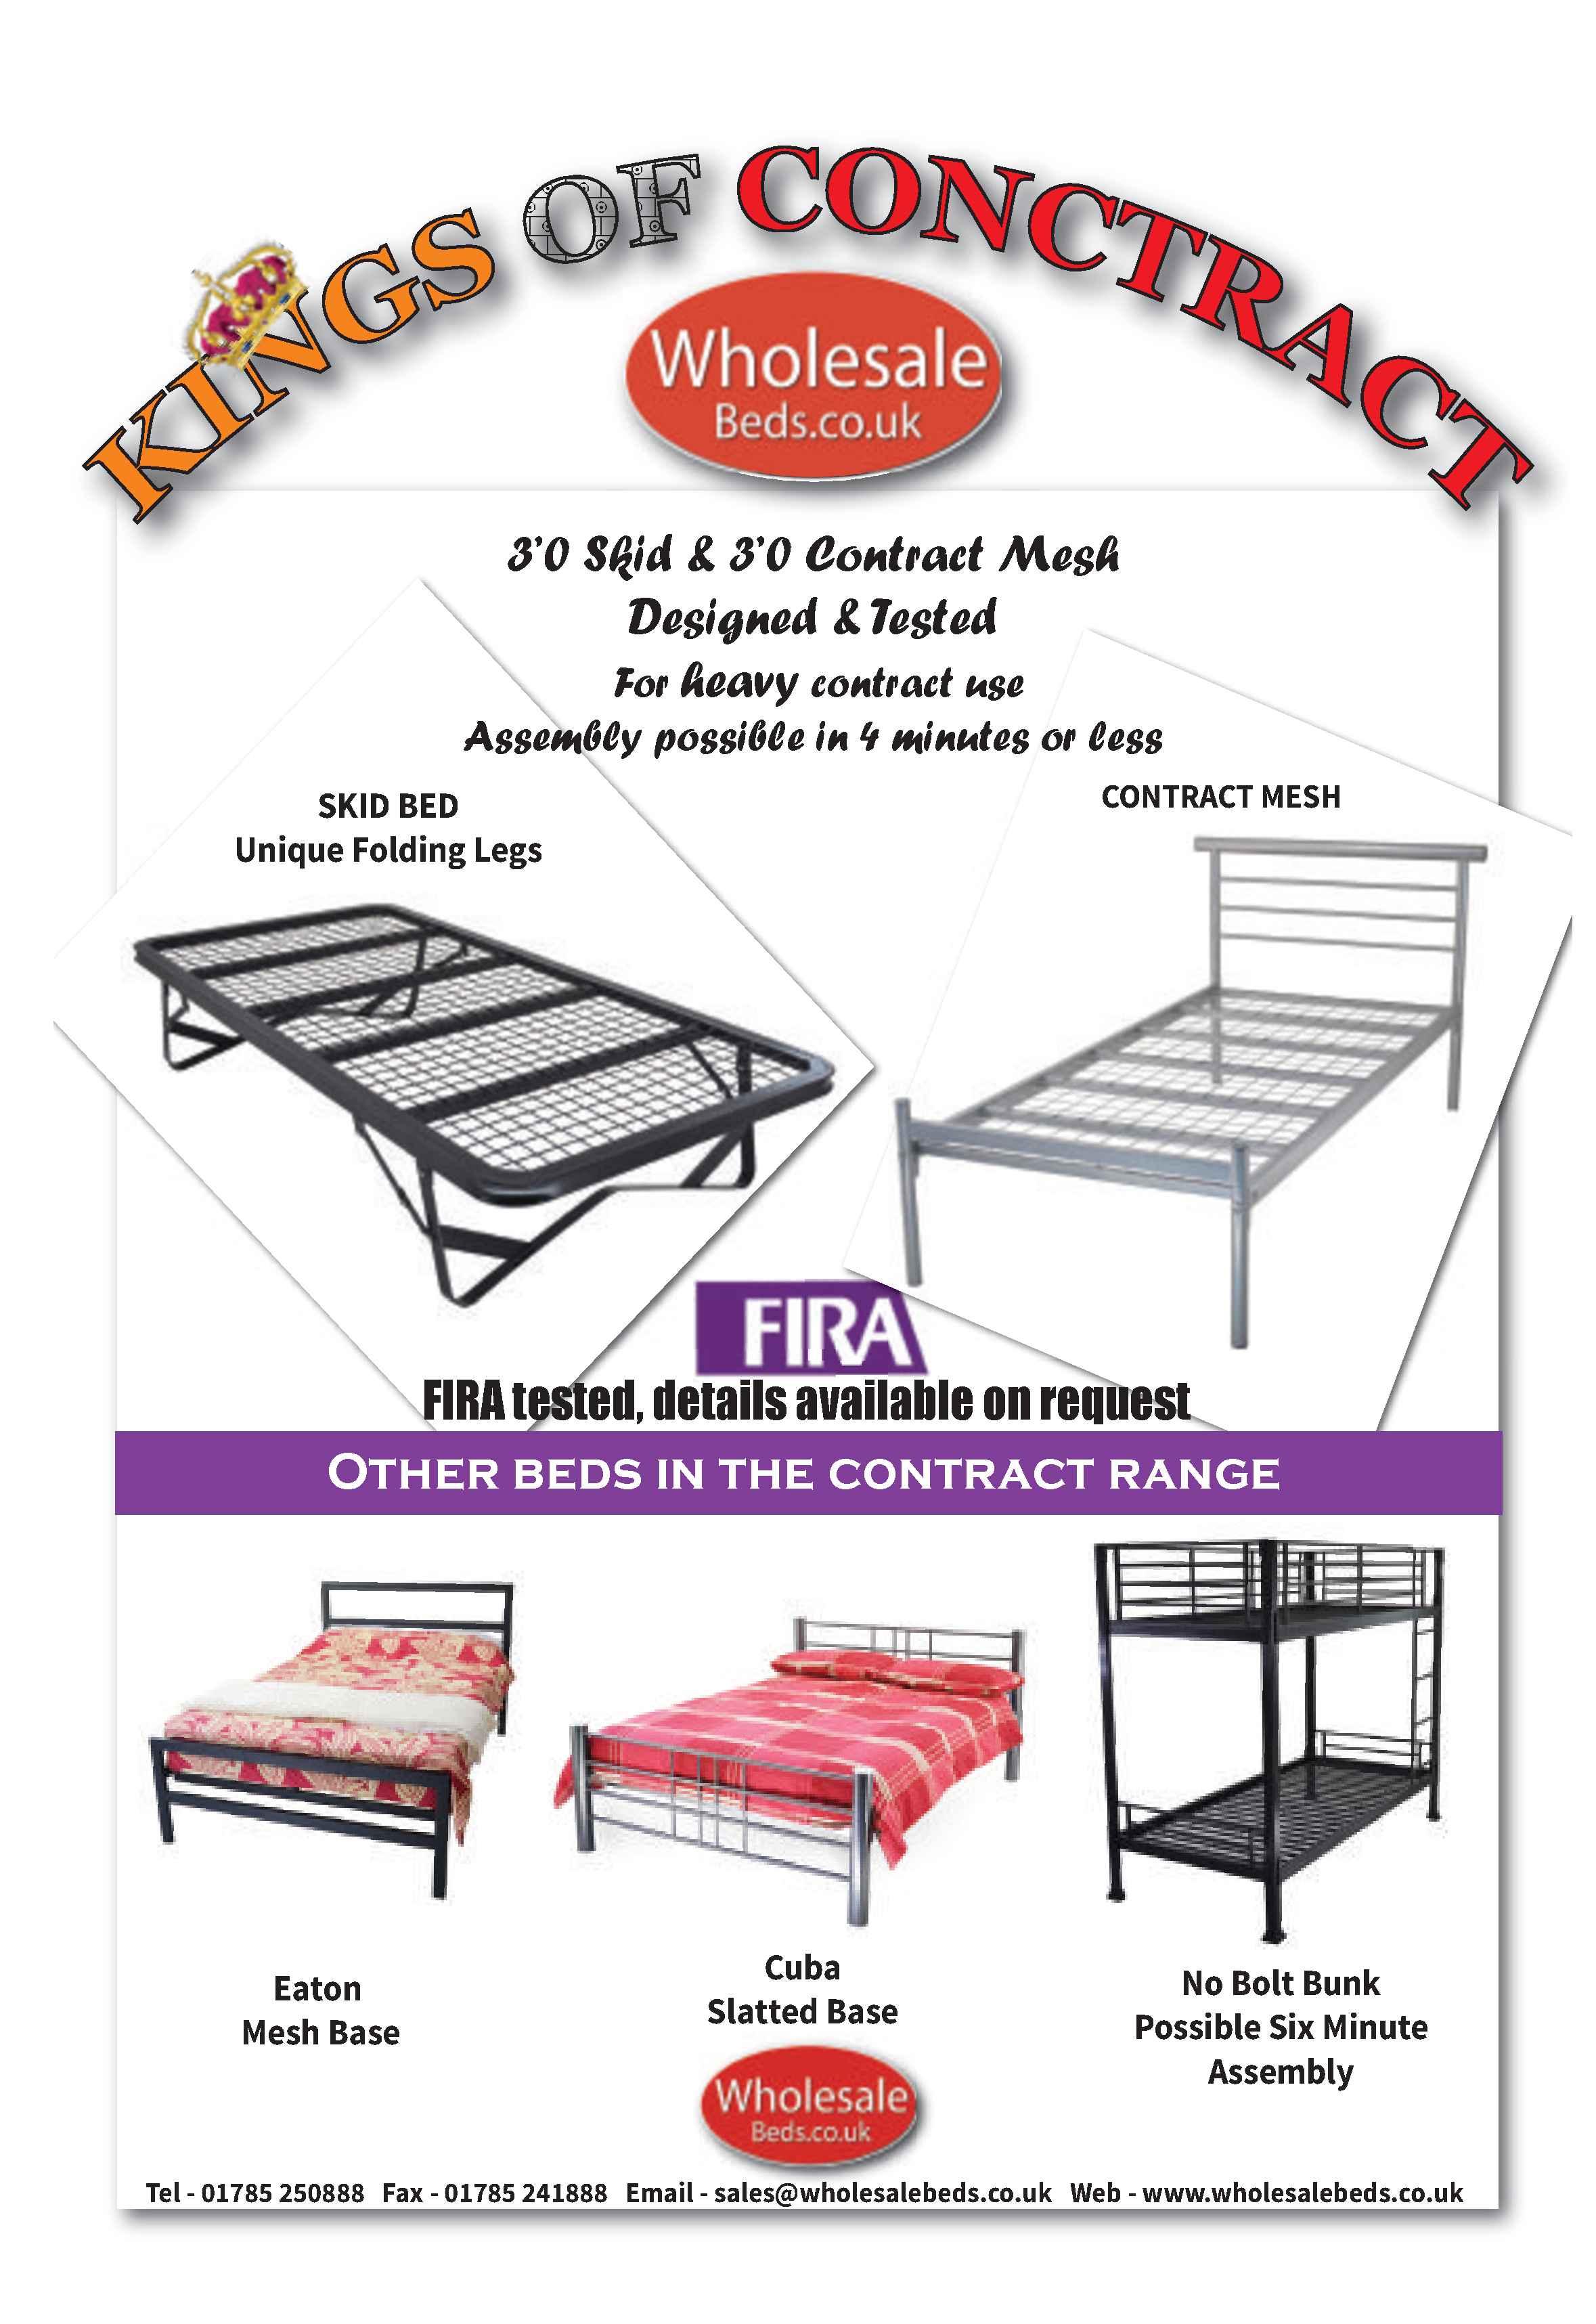 KINGS OF CONCTRACT
Wholesale
Beds.co.uk
3'0 Skid & 3'0 Contract Mesh
Designed & Tested
For heavy contract use
Assembly possible in 4 minutes or less
SKID BED
Unique Folding Legs
CONTRACT MESH
FIRA
FIRA tested, details available on request
OTHER BEDS IN THE CONTRACT RANGE
Eaton
Mesh Base
Cuba
Slatted Base
No Bolt Bunk
Possible Six Minute
Assembly
Wholesale
Beds.co.uk
Tel - 01785 250888 Fax - 01785 241888 Email - sales@wholesalebeds.co.uk Web - www.wholesalebeds.co.uk